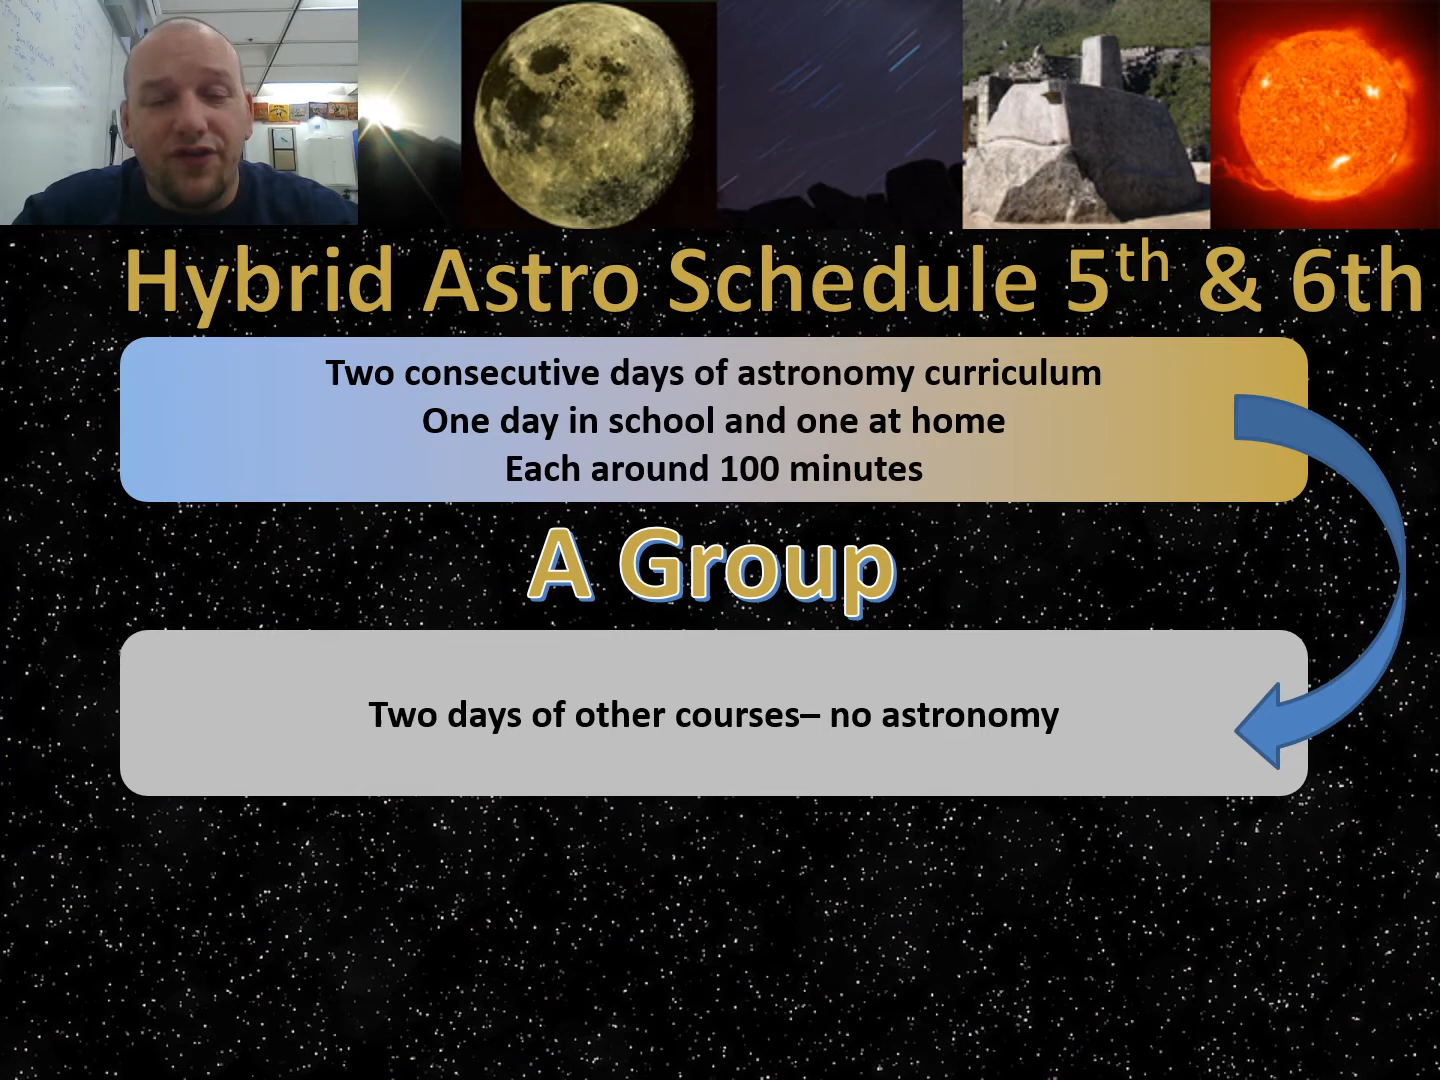 Hybrid Astro Schedule 5th & 6th
Two consecutive days of astronomy curriculum
One day in school and one at home
Each around 100 minutes
A Group
Two days of other courses– no astronomy